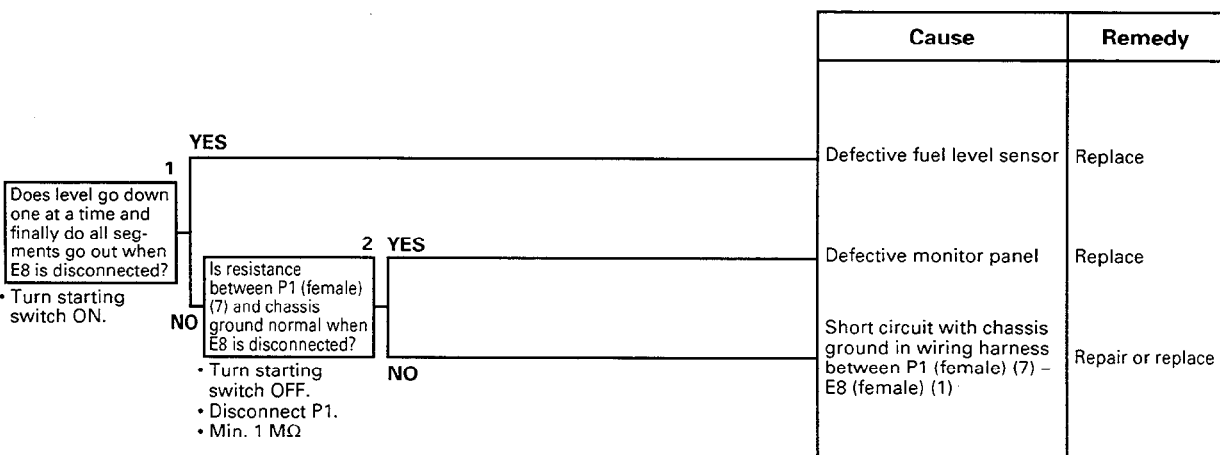 Cause
Remedy
YES
1
Does level go down
one at a time and
finally do all seg-
ments go out when
E8 is disconnected?
• Turn starting
switch ON.
NO
2
YES
Is resistance
between P1 (female)
(7) and chassis
ground normal when
E8 is disconnected?
• Turn starting
switch OFF.
• Disconnect P1.
• Min. 1 MΩ
NO
Defective fuel level sensor
Replace
Defective monitor panel
Replace
Short circuit with chassis
ground in wiring harness
between P1 (female) (7) –
E8 (female) (1)
Repair or replace